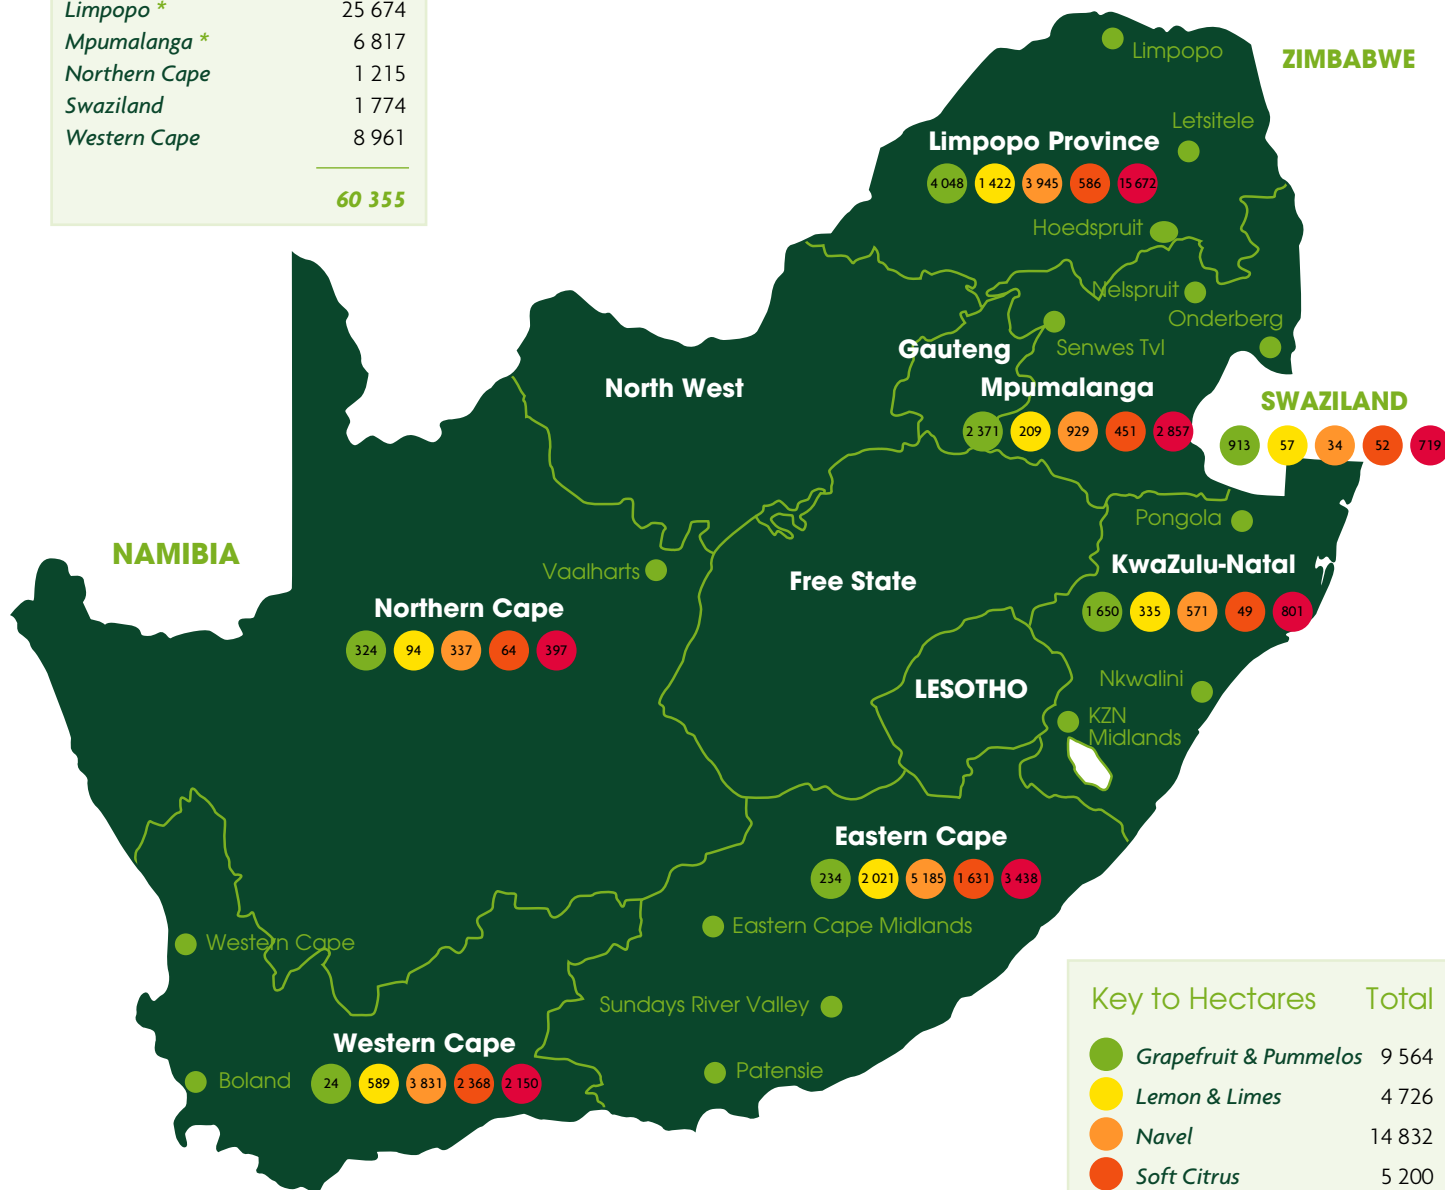 Limpopo * 25 674
Mpumalanga * 6 817
Northern Cape 1 215
Swaziland 1 774
Western Cape 8 961
60 355
Limpopo
ZIMBABWE
Letsitele
Limpopo Province
4 048 1 422 3 945 586 15 672
Hoedspruit
Nelspruit
Onderberg
Gauteng
Senwes Tvl
North West
Mpumalanga
SWAZILAND
2 371 209 929 451 2 857
913 57 34 52 719
Pongola
NAMIBIA
Vaalharts
KwaZulu-Natal
Free State
Northern Cape
1 650 335 571 49 801
324 94 337 64 397
Nkwalini
LESOTHO
KZN
Midlands
Eastern Cape
234 2 021 5 185 1 631 3 438
Eastern Cape Midlands
Western Cape
Sundays River Valley
Key to Hectares Total
Western Cape
Grapefruit & Pummelos 9 564
Patensie
Boland
24 589 3 831 2 368 2 150
Lemon & Limes 4 726
Navel 14 832
Soft Citrus 5 200